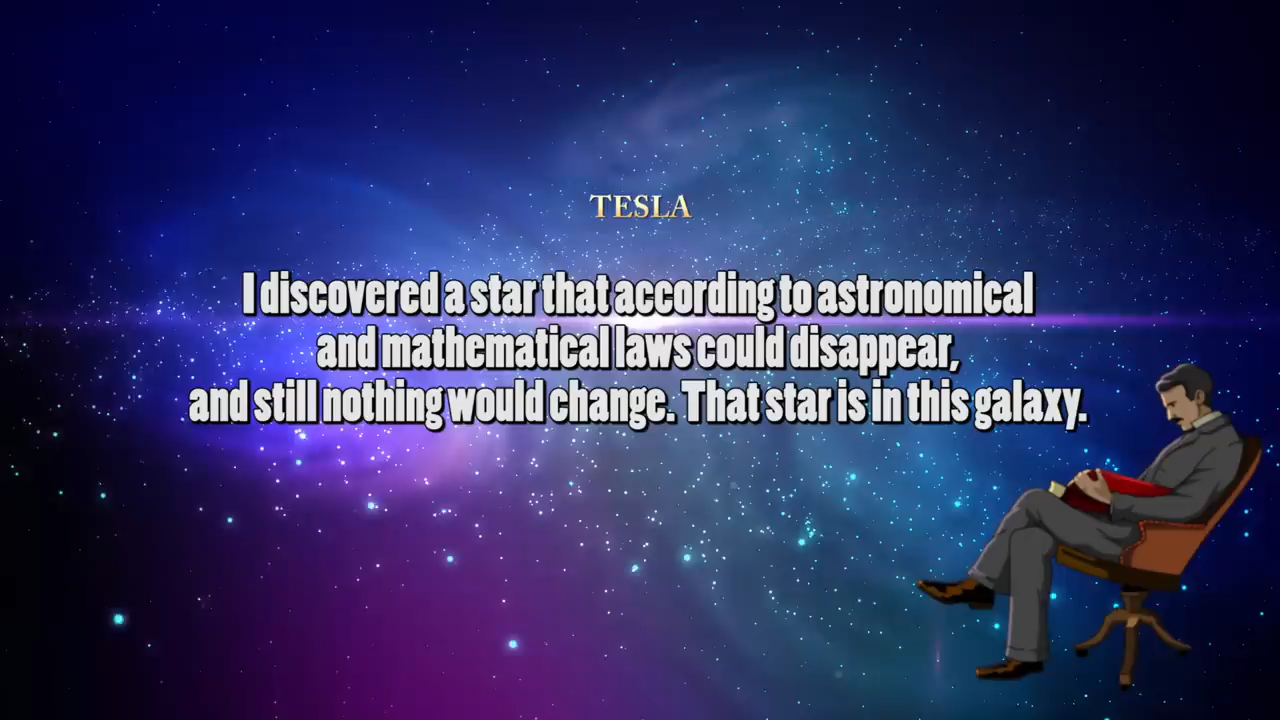 TESLA
I discovered a star that according to astronomical
and mathematical laws could disappear,
and still nothing would change. That star is in this galaxy.